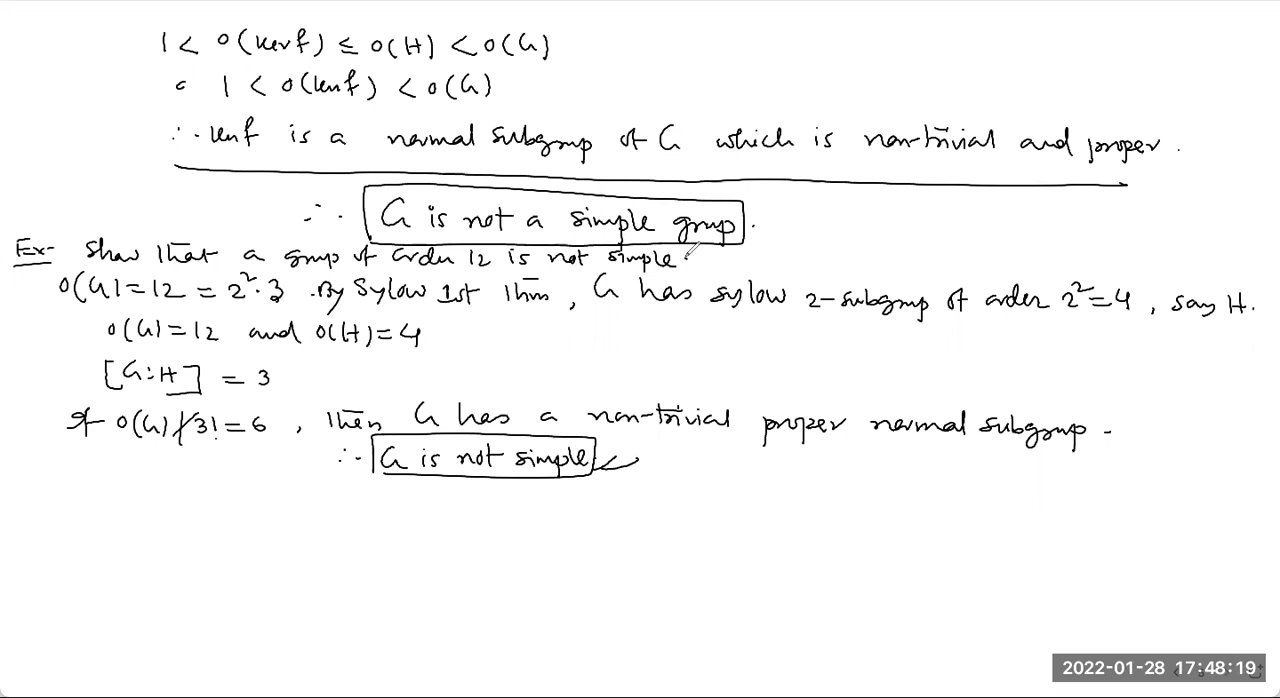 1 < o(kerf) ≤ o(H) < o(G)
o 1 < o(kerf) < o(G)
∴ kerf is a normal subgroup of G which is non-trivial and proper.
∴ G is not a simple group.
Ex- Show that a group of order 12 is not simple.
o(G)=12 = 2².3 . By Sylow 1st thm, G has sylow 2-subgroup of order 2²=4, say H.
o(G)=12 and o(H)=4
[G:H] = 3
If o(G)∤3!=6, then G has a non-trivial proper normal subgroup.
∴ G is not simple
2022-01-28 17:48:19